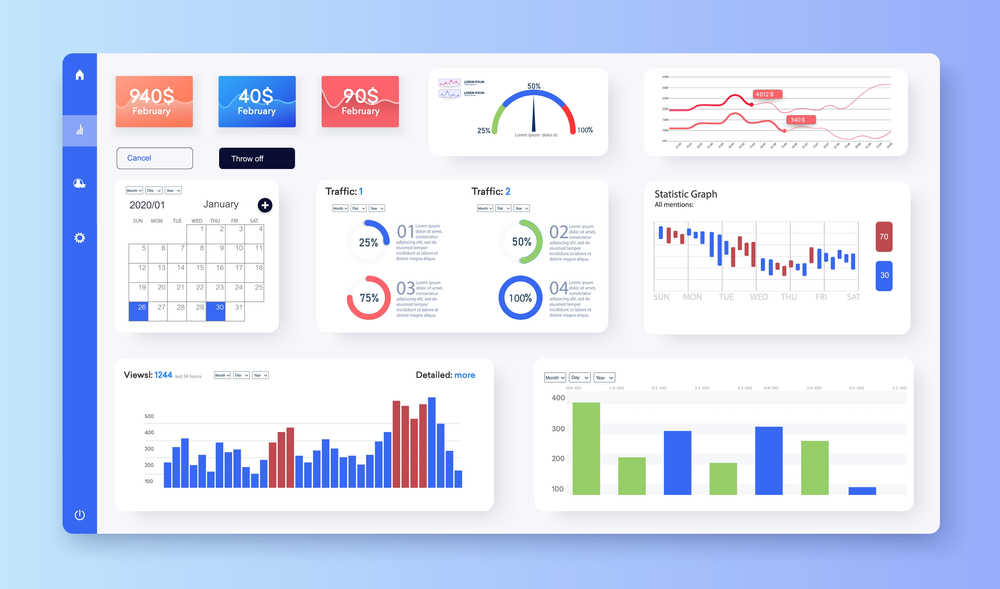 940$
February
40$
February
90$
February
LOREM IPSUM
LOREM IPSUM
50%
25%
100%
Lorem ipsum dolor si
4012 $
340 $
Cancel
Throw off
Month Day Year
2020/01 January
SUN MON TUE WED THU FRI SAT
1 2 3 4
5 6 7 8 9 10 11
12 13 14 15 16 17 18
19 20 21 22 23 24 25
26 27 28 29 30 31
Traffic: 1
Month Day Year
25%
01 Lorem ipsum
dolor sit amet,
consectetur
adipiscing elit, sed do
eiusmod tempor
incididunt ut labore et
dolore magna aliqua.
75%
03 Lorem ipsum
dolor sit amet,
consectetur
adipiscing elit, sed do
eiusmod tempor
incididunt ut labore et
dolore magna aliqua.
Traffic: 2
Month Day Year
50%
02 Lorem ipsum
dolor sit amet,
consectetur
adipiscing elit, sed do
eiusmod tempor
incididunt ut labore et
dolore magna aliqua.
100%
04 Lorem ipsum
dolor sit amet,
consectetur
adipiscing elit, sed do
eiusmod tempor
incididunt ut labore et
dolore magna aliqua.
Statistic Graph
All mentions:
70
30
SUN MON TUE WED THU FRI SAT
Viewsl: 1244 last 24 hours
Month Day Year
Detailed: more
500
400
300
200
100
Month Day Year
04:00 11:00 01:00 11:00 22:00 04:00 15:00 01:00 11:00
400
300
200
100